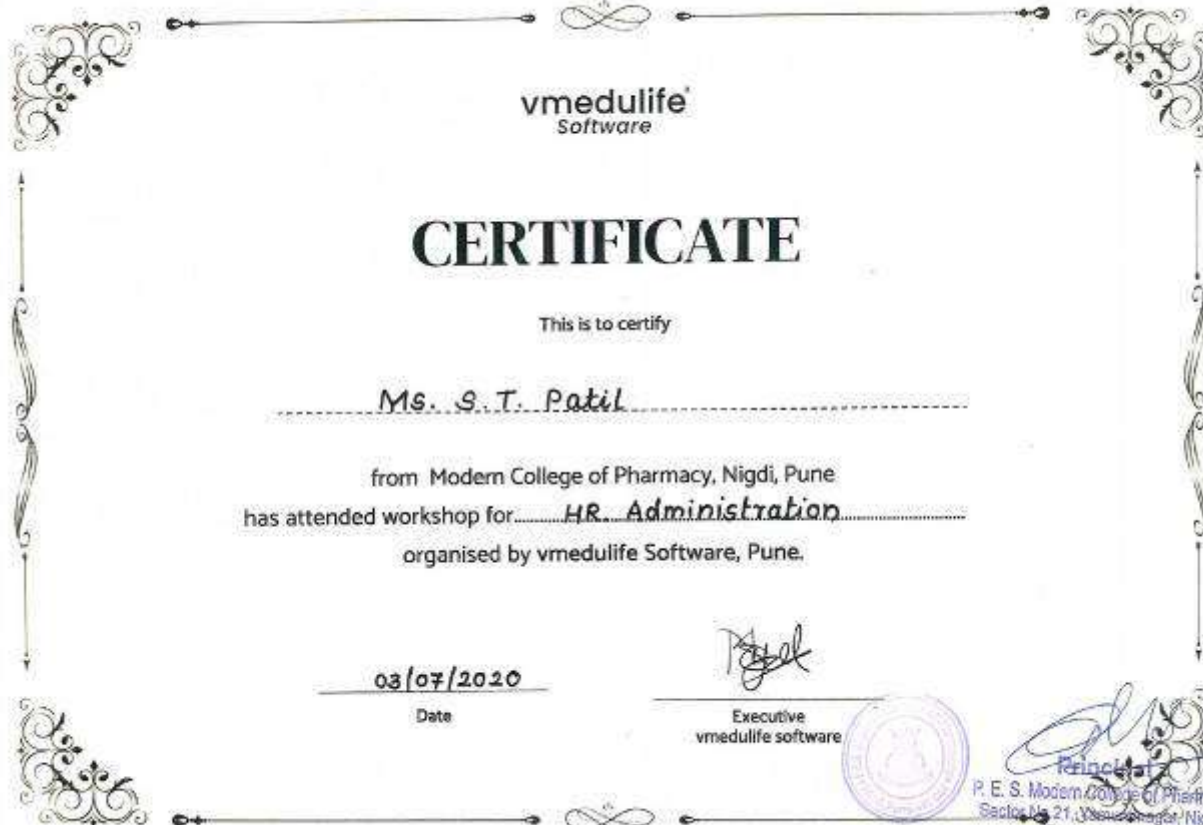 vmedulife
Software
CERTIFICATE
This is to certify
Ms. S.T. Patil
from Modern College of Pharmacy, Nigdi, Pune
has attended workshop for HR. Administration
organised by vmedulife Software, Pune.
03/07/2020
Date
Executive
vmedulife software
Principal
P. E. S. Modern College of
Sector No. 21,